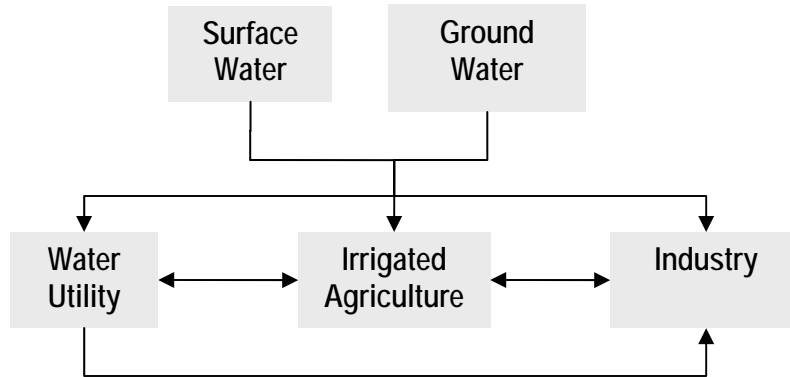 Surface
Water
Ground
Water
Water
Utility
Irrigated
Agriculture
Industry